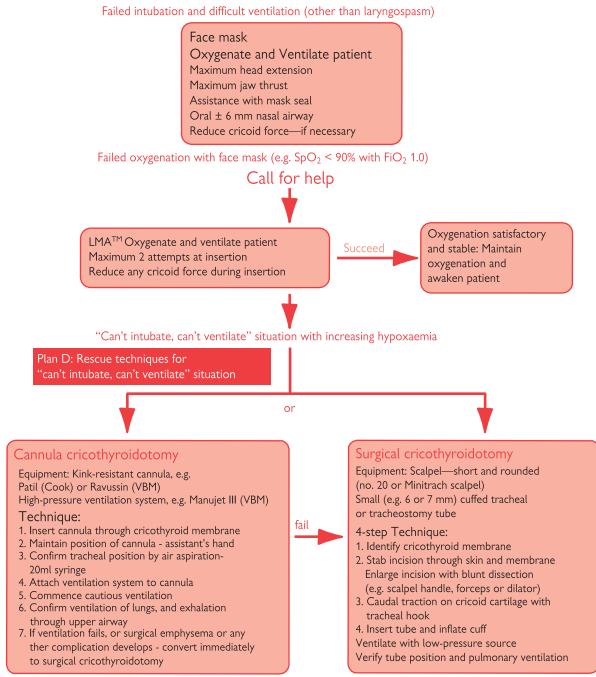 Failed intubation and difficult ventilation (other than laryngospasm)
Face mask
Oxygenate and Ventilate patient
Maximum head extension
Maximum jaw thrust
Assistance with mask seal
Oral ± 6 mm nasal airway
Reduce cricoid force—if necessary
Failed oxygenation with face mask (e.g. SpO₂ < 90% with FiO₂ 1.0)
Call for help
LMA™ Oxygenate and ventilate patient
Maximum 2 attempts at insertion
Reduce any cricoid force during insertion
Succeed
Oxygenation satisfactory
and stable: Maintain
oxygenation and
awaken patient
“Can't intubate, can't ventilate” situation with increasing hypoxaemia
Plan D: Rescue techniques for
“can't intubate, can't ventilate” situation
or
Cannula cricothyroidotomy
Equipment: Kink-resistant cannula, e.g.
Patil (Cook) or Ravussin (VBM)
High-pressure ventilation system, e.g. Manujet III (VBM)
Technique:
1. Insert cannula through cricothyroid membrane
2. Maintain position of cannula - assistant's hand
3. Confirm tracheal position by air aspiration-
20ml syringe
4. Attach ventilation system to cannula
5. Commence cautious ventilation
6. Confirm ventilation of lungs, and exhalation
through upper airway
7. If ventilation fails, or surgical emphysema or any
ther complication develops - convert immediately
to surgical cricothyroidotomy
fail
Surgical cricothyroidotomy
Equipment: Scalpel—short and rounded
(no. 20 or Minitrach scalpel)
Small (e.g. 6 or 7 mm) cuffed tracheal
or tracheostomy tube
4-step Technique:
1. Identify cricothyroid membrane
2. Stab incision through skin and membrane
Enlarge incision with blunt dissection
(e.g. scalpel handle, forceps or dilator)
3. Caudal traction on cricoid cartilage with
tracheal hook
4. Insert tube and inflate cuff
Ventilate with low-pressure source
Verify tube position and pulmonary ventilation